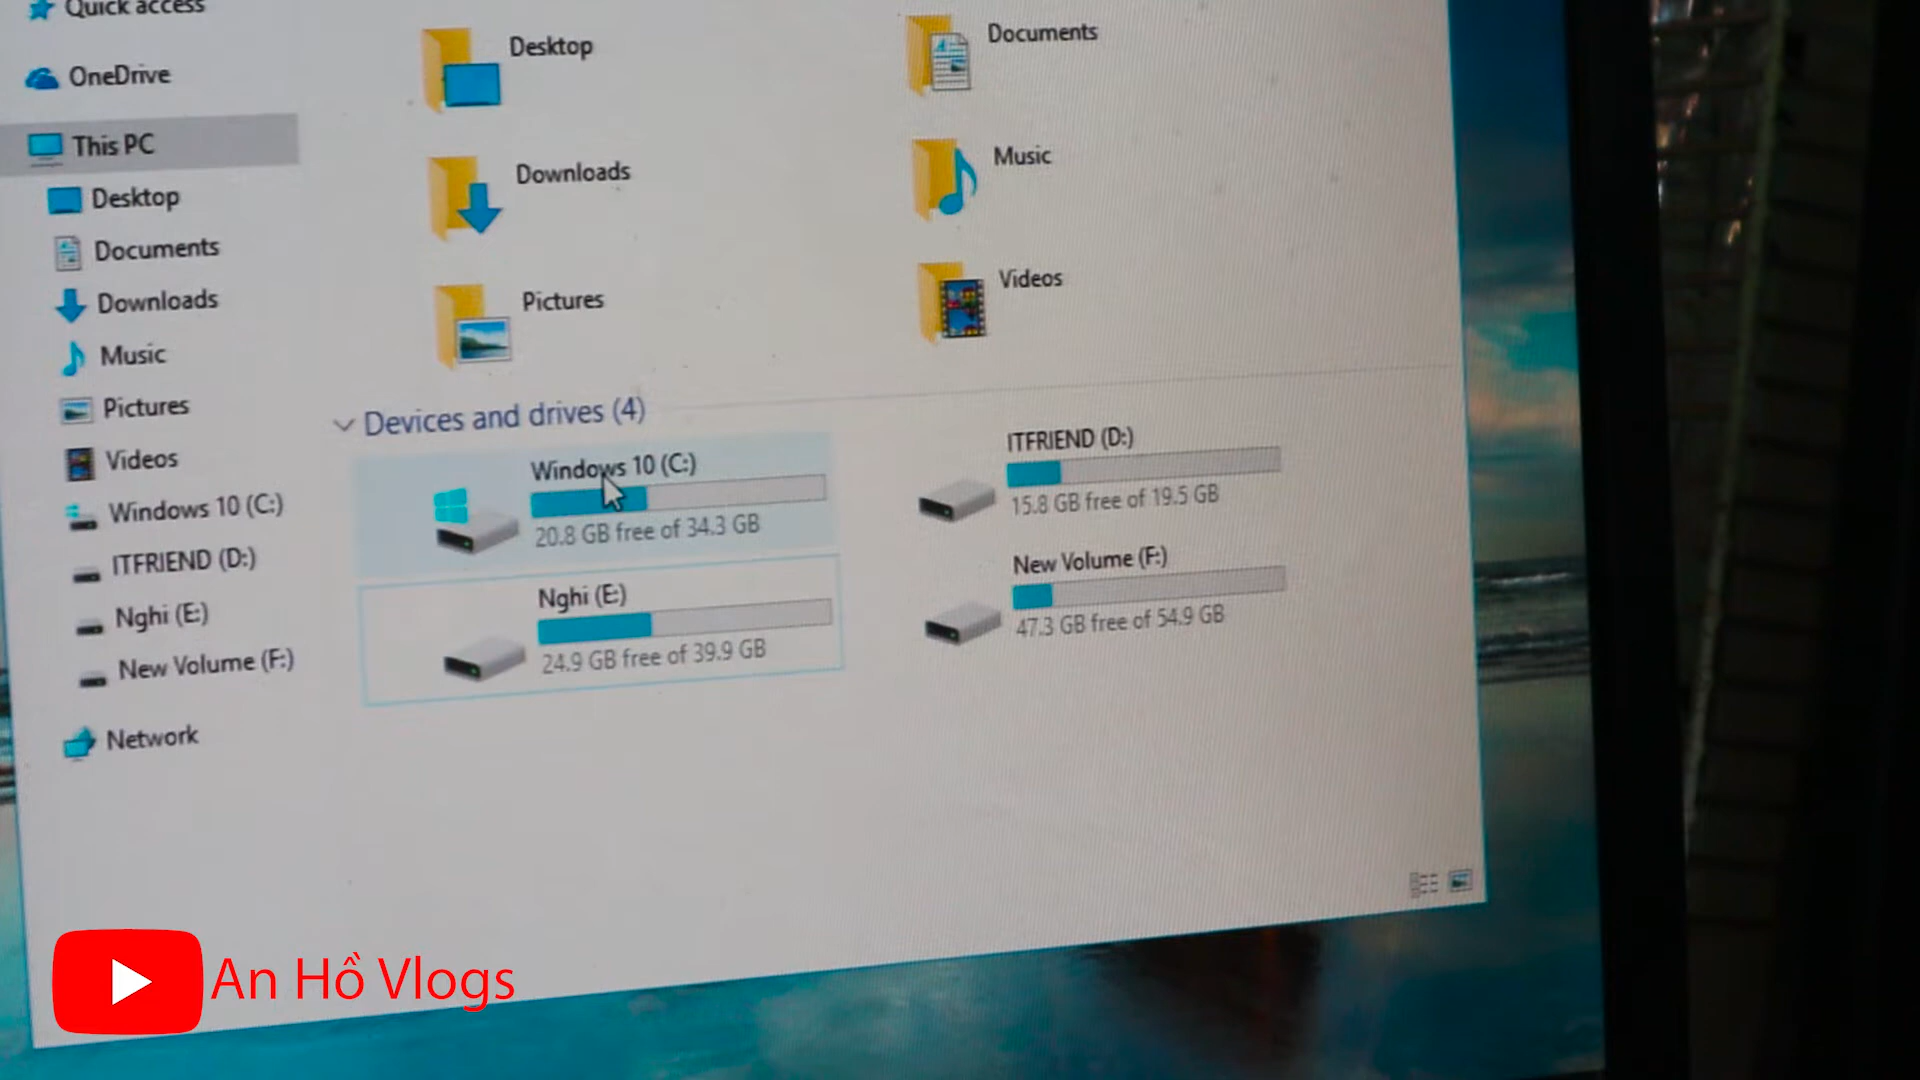 Quick access
OneDrive
This PC
Desktop
Documents
Downloads
Music
Pictures
Videos
Windows 10 (C:)
ITFRIEND (D:)
Nghi (E:)
New Volume (F:)
Network
Desktop
Documents
Downloads
Music
Pictures
Videos
Devices and drives (4)
Windows 10 (C:)
20.8 GB free of 34.3 GB
ITFRIEND (D:)
15.8 GB free of 19.5 GB
Nghi (E:)
24.9 GB free of 39.9 GB
New Volume (F:)
47.3 GB free of 54.9 GB
An Hồ Vlogs